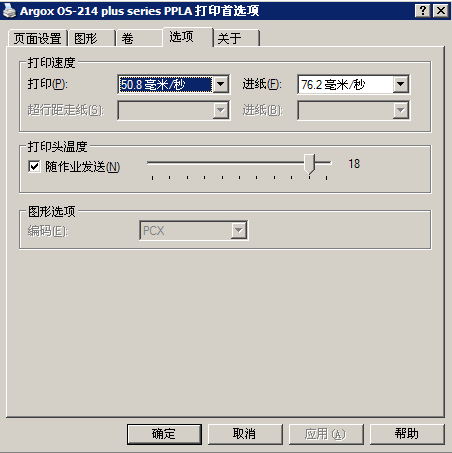 Argox OS-214 plus series PPLA 打印首选项
页面设置 图形 卷 选项 关于
打印速度
打印(P): 50.8 毫米/秒 进纸(F): 76.2 毫米/秒
超行距走纸(S): 进纸(B):
打印头温度
随作业发送(N) 18
图形选项
编码(E): PCX
确定 取消 应用(A) 帮助